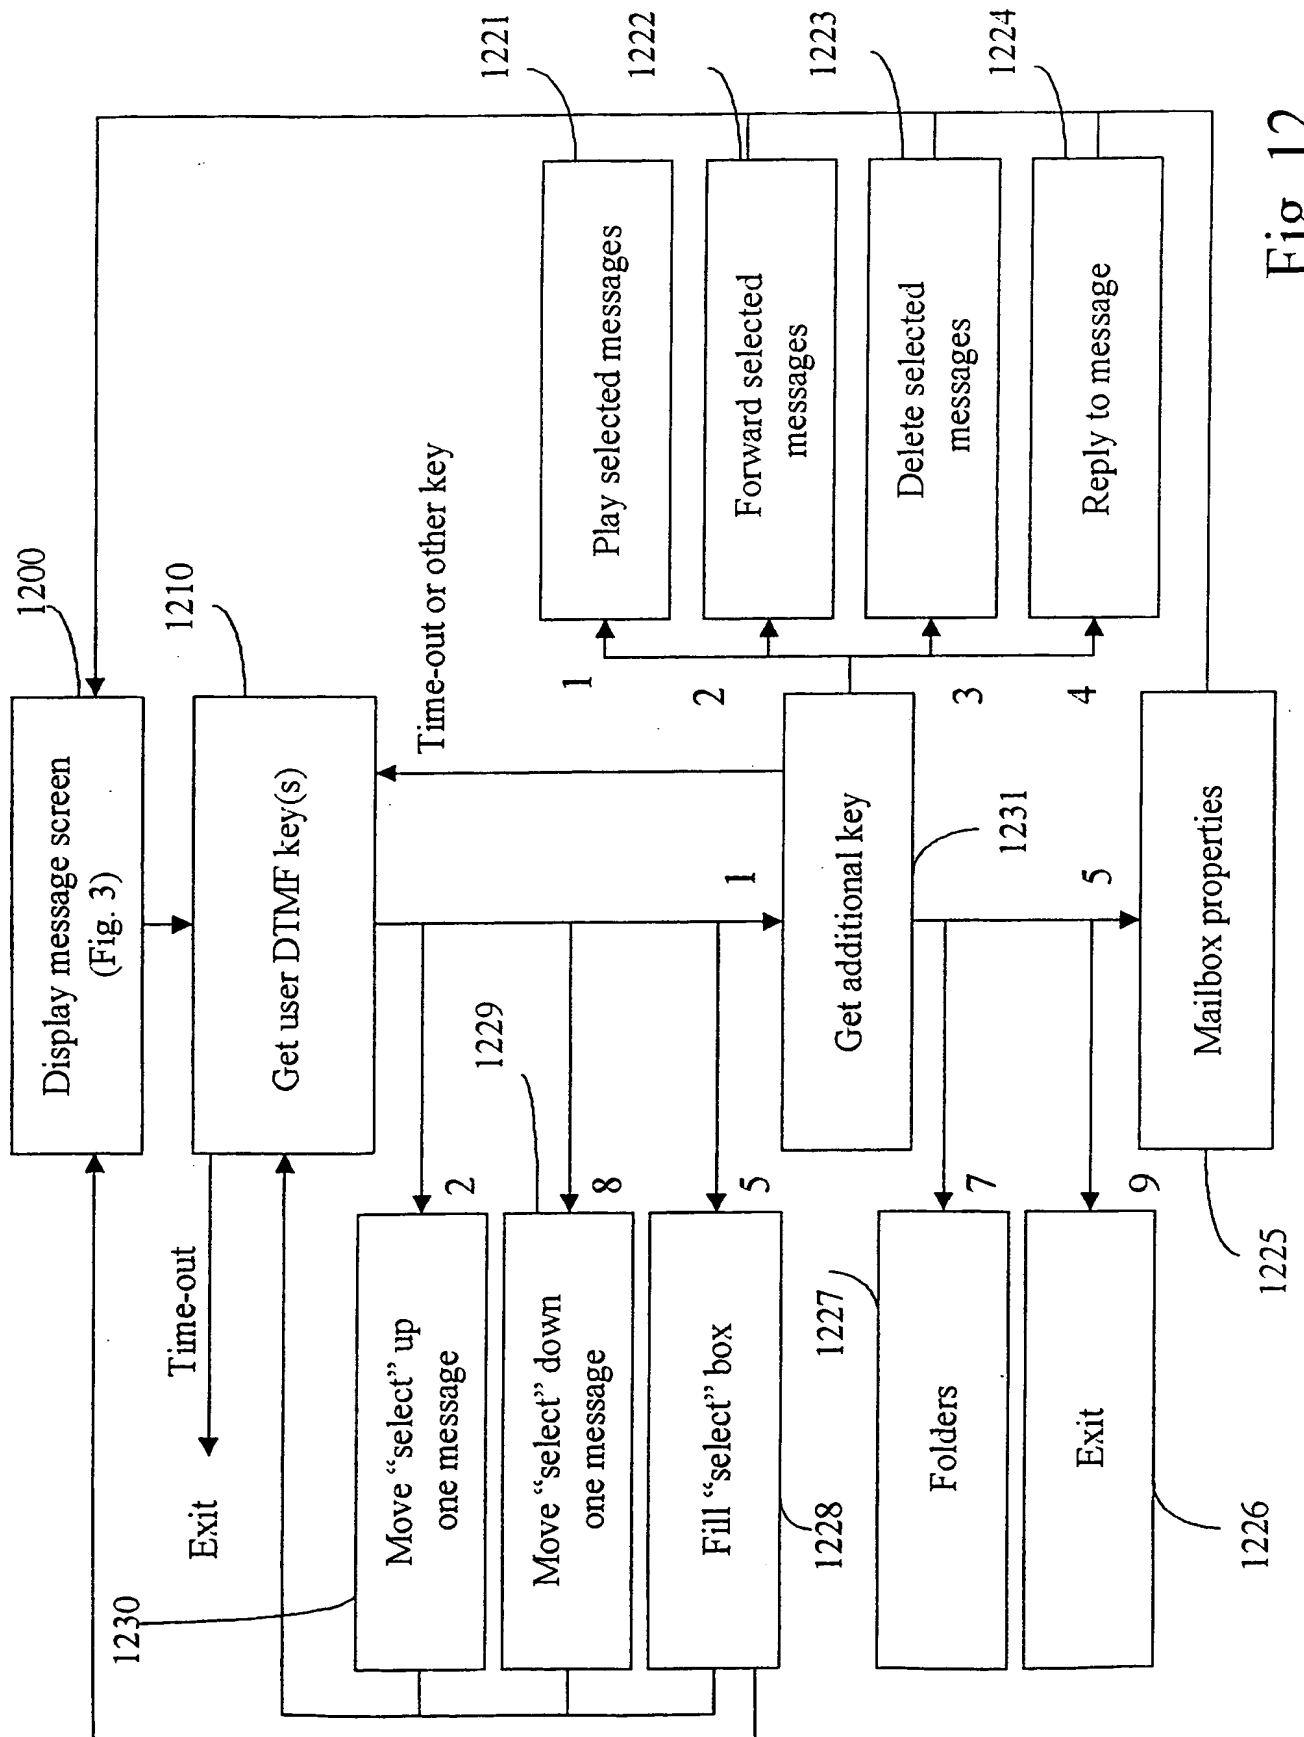 Display message screen
(Fig. 3)
1200
Get user DTMF key(s)
1210
Time-out
Exit
Time-out or other key
Move “select” up
one message
1230
2
Move “select” down
one message
1229
8
Fill “select” box
1228
5
1
Get additional key
1231
1
Play selected messages
1221
2
Forward selected
messages
1222
3
Delete selected
messages
1223
4
Reply to message
1224
Folders
1227
7
Exit
1226
9
5
Mailbox properties
1225
Fig. 12